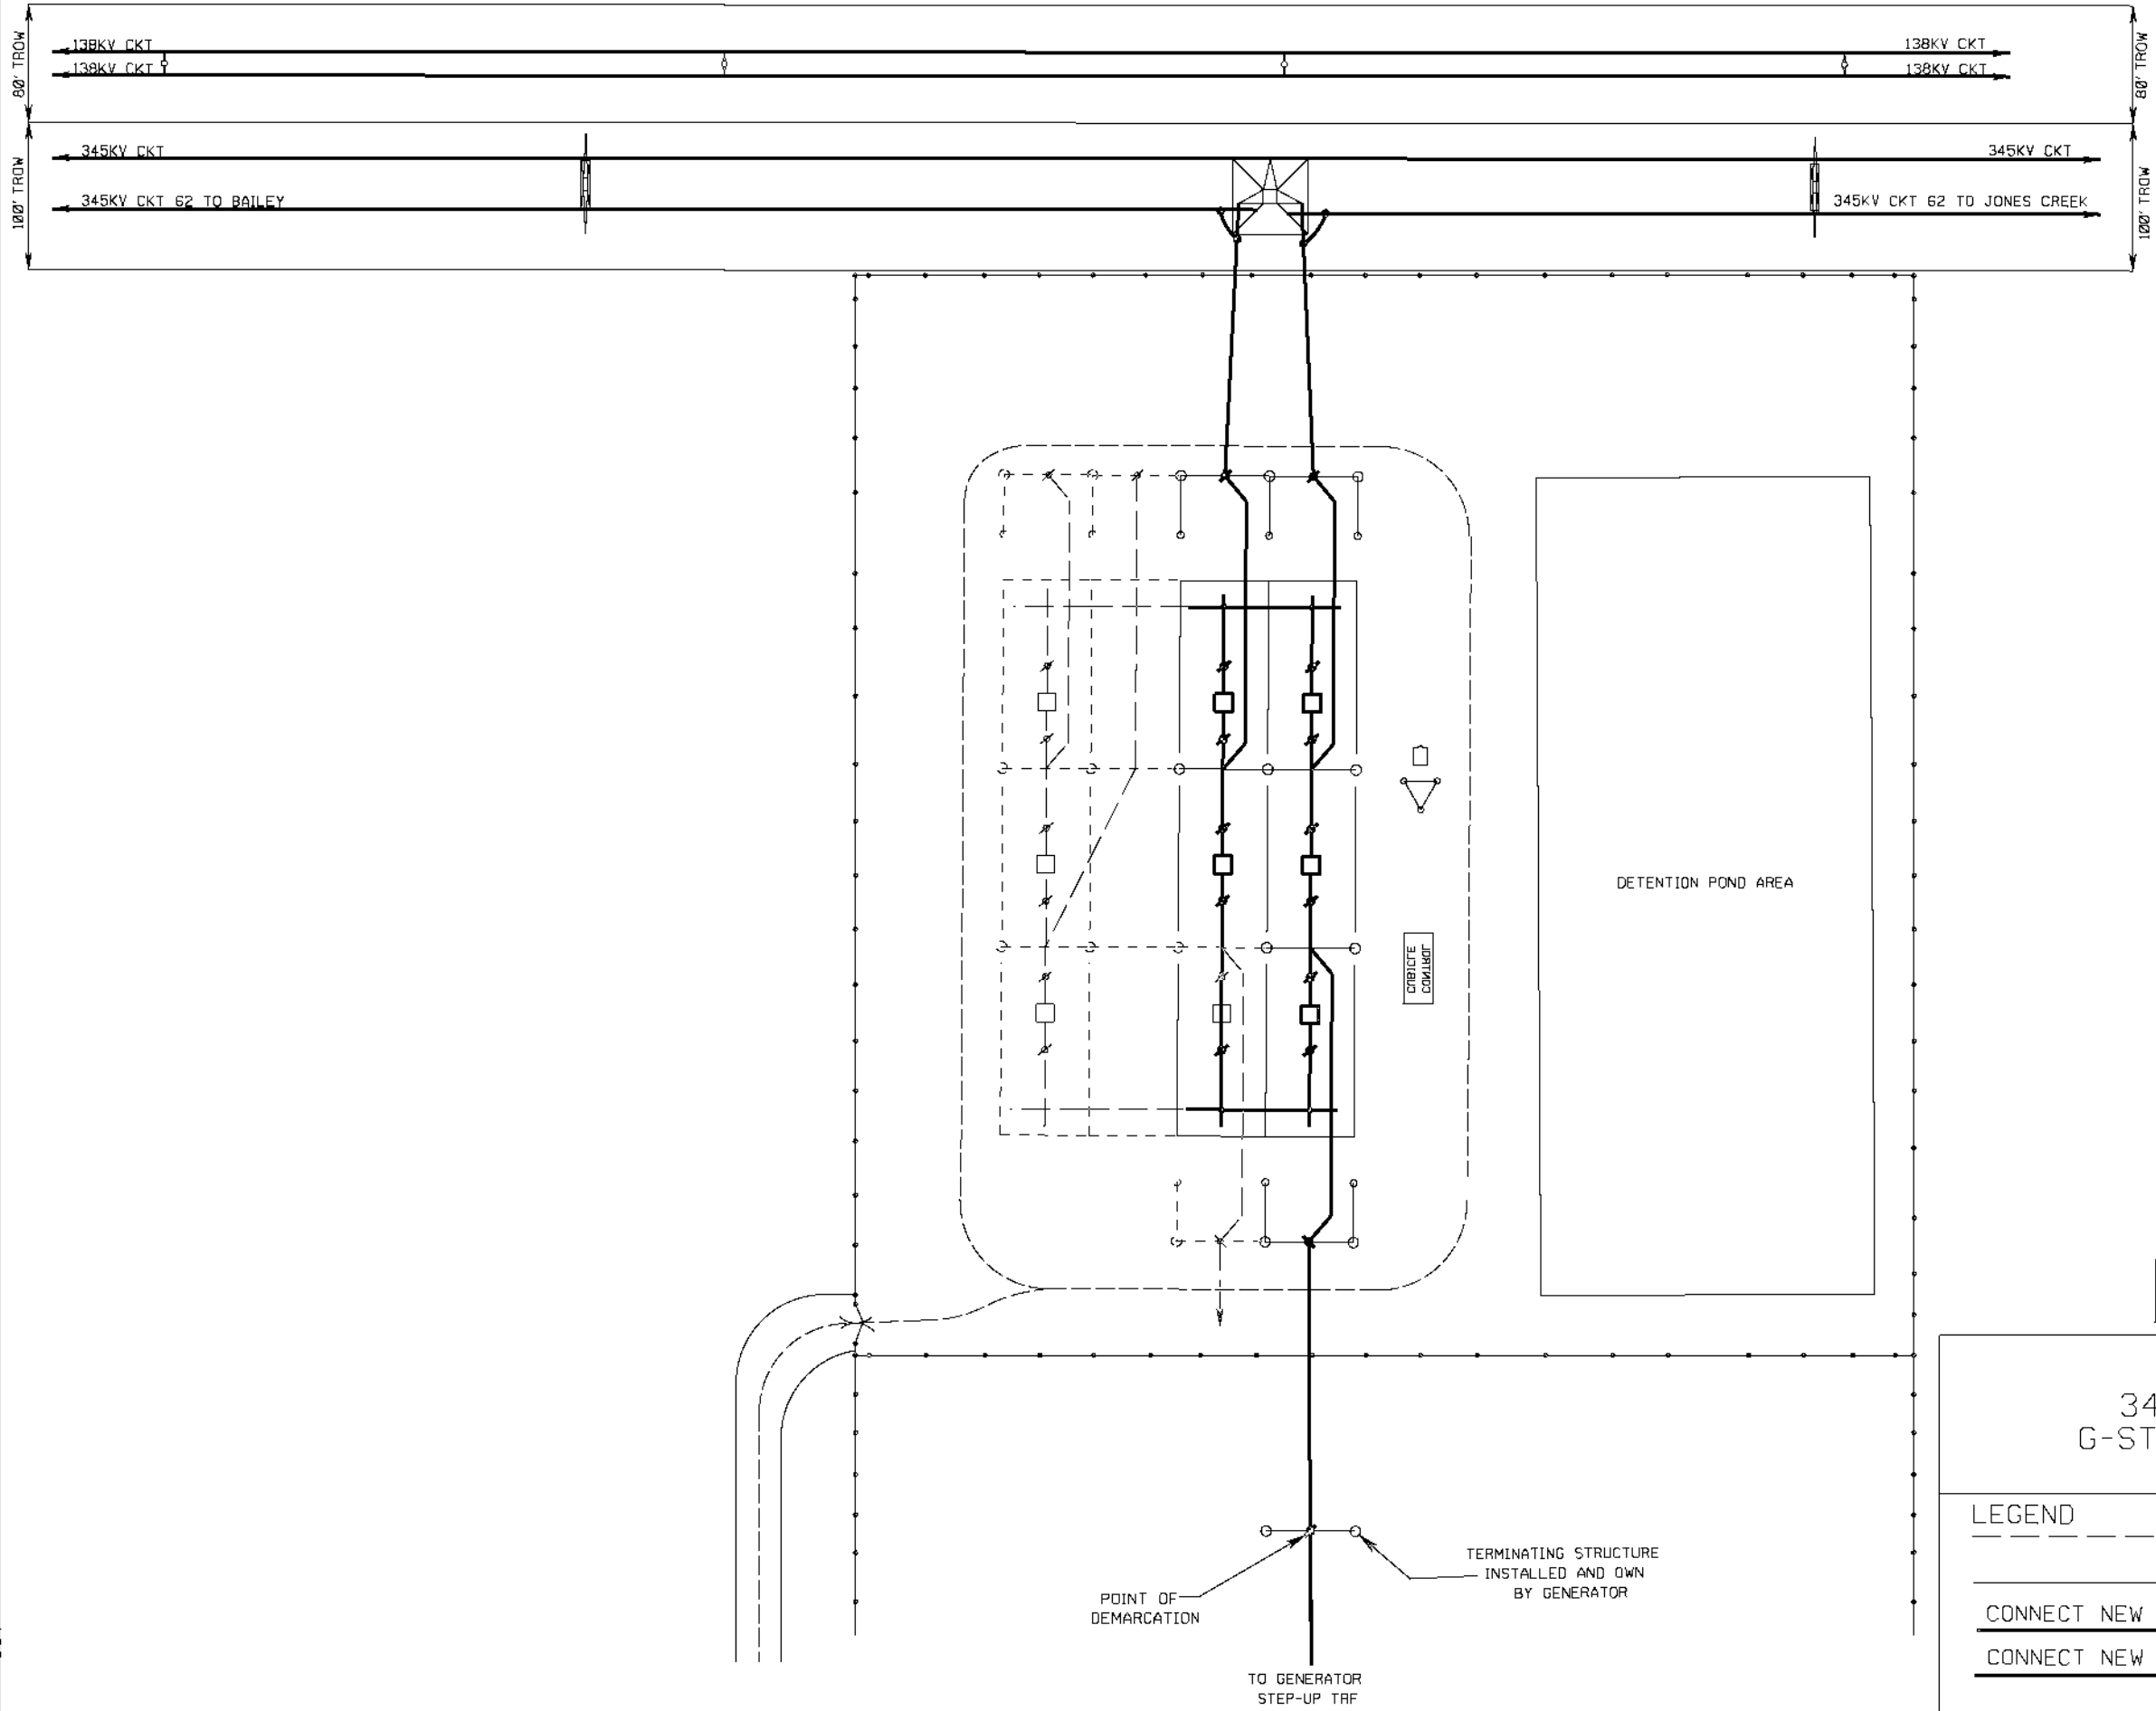 80' TROW
138KV CKT
138KV CKT
138KV CKT
138KV CKT
80' TROW
100' TROW
345KV CKT
345KV CKT
345KV CKT 62 TO BAILEY
345KV CKT 62 TO JONES CREEK
100' TROW
DETENTION POND AREA
CONTROL
CUBICLE
34
G-ST
LEGEND
TERMINATING STRUCTURE
INSTALLED AND OWN
BY GENERATOR
POINT OF
DEMARCATION
CONNECT NEW
CONNECT NEW
TO GENERATOR
STEP-UP TRF